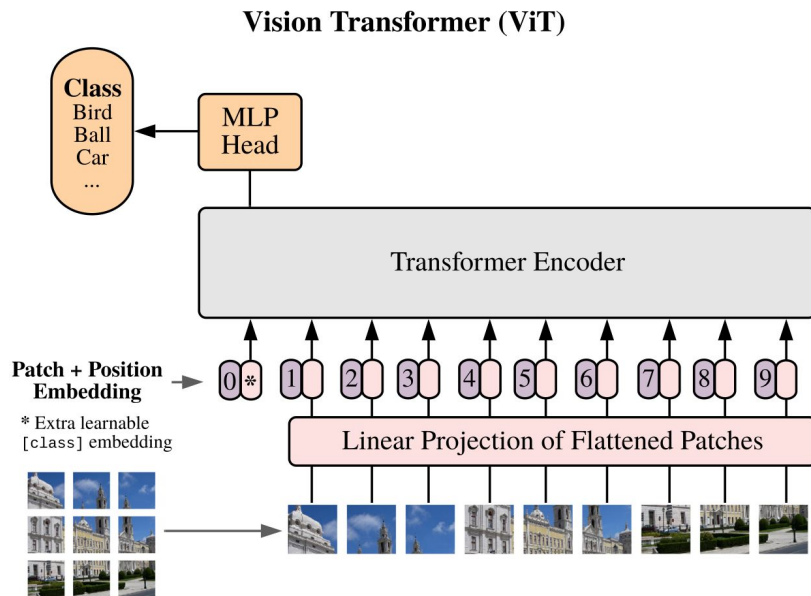 Vision Transformer (ViT)
Class
Bird
Ball
Car
...
MLP
Head
Transformer Encoder
Patch + Position
Embedding
0 * 1 2 3 4 5 6 7 8 9
* Extra learnable
[class] embedding
Linear Projection of Flattened Patches